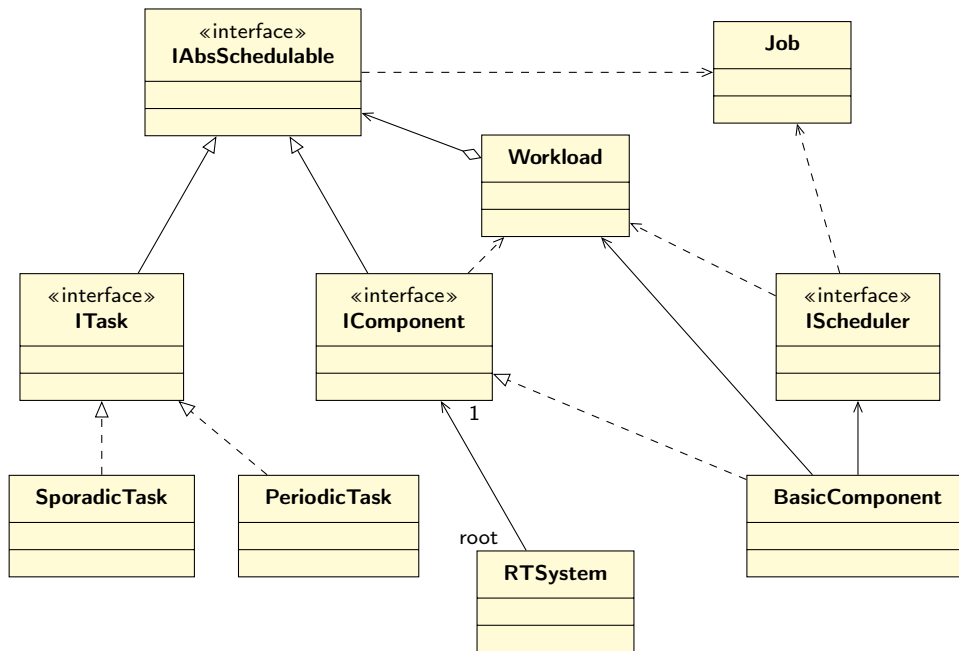 «interface»
IAbsSchedulable
Job
Workload
«interface»
ITask
«interface»
IComponent
«interface»
IScheduler
1
SporadicTask
PeriodicTask
BasicComponent
root
RTSystem